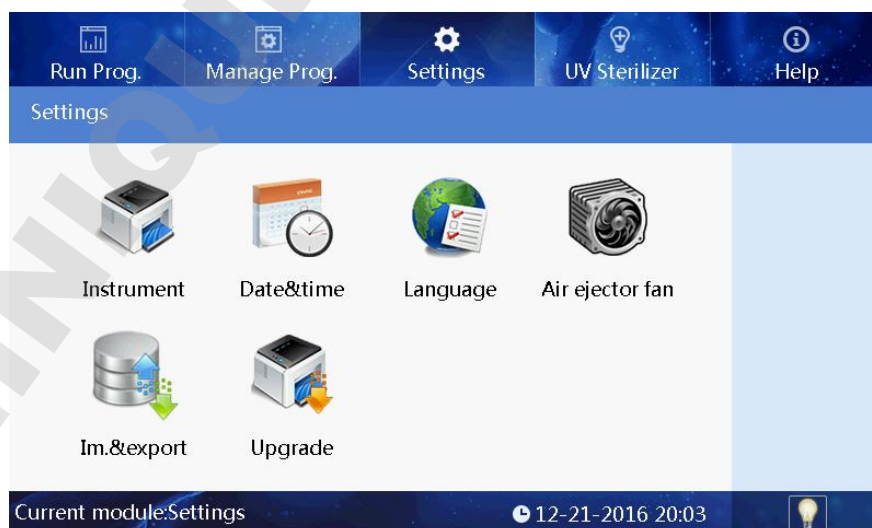 Run Prog. Manage Prog. Settings UV Sterilizer Help
Settings
Instrument Date&time Language Air ejector fan
Im.&export Upgrade
Current module:Settings 12-21-2016 20:03